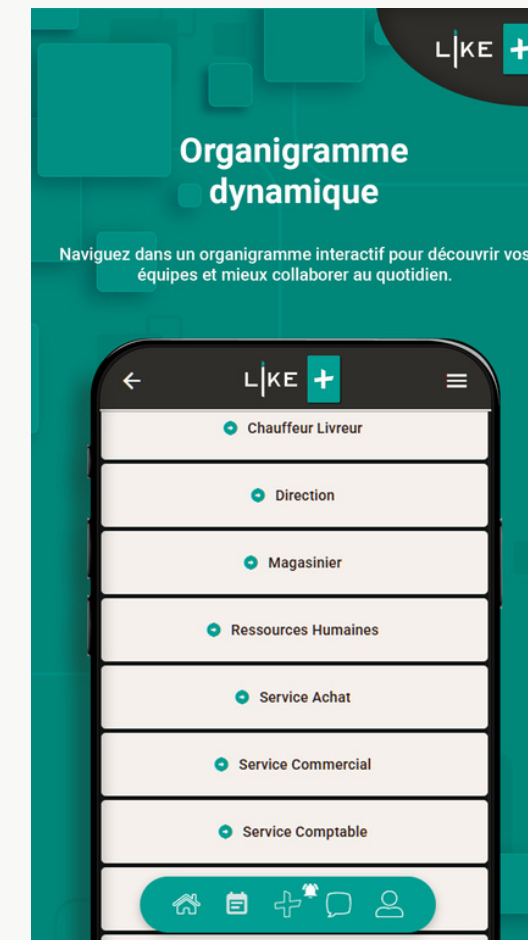 LIKE +
Organigramme
dynamique
Naviguez dans un organigramme interactif pour découvrir vos
équipes et mieux collaborer au quotidien.
LIKE +
Chauffeur Livreur
Direction
Magasinier
Ressources Humaines
Service Achat
Service Commercial
Service Comptable